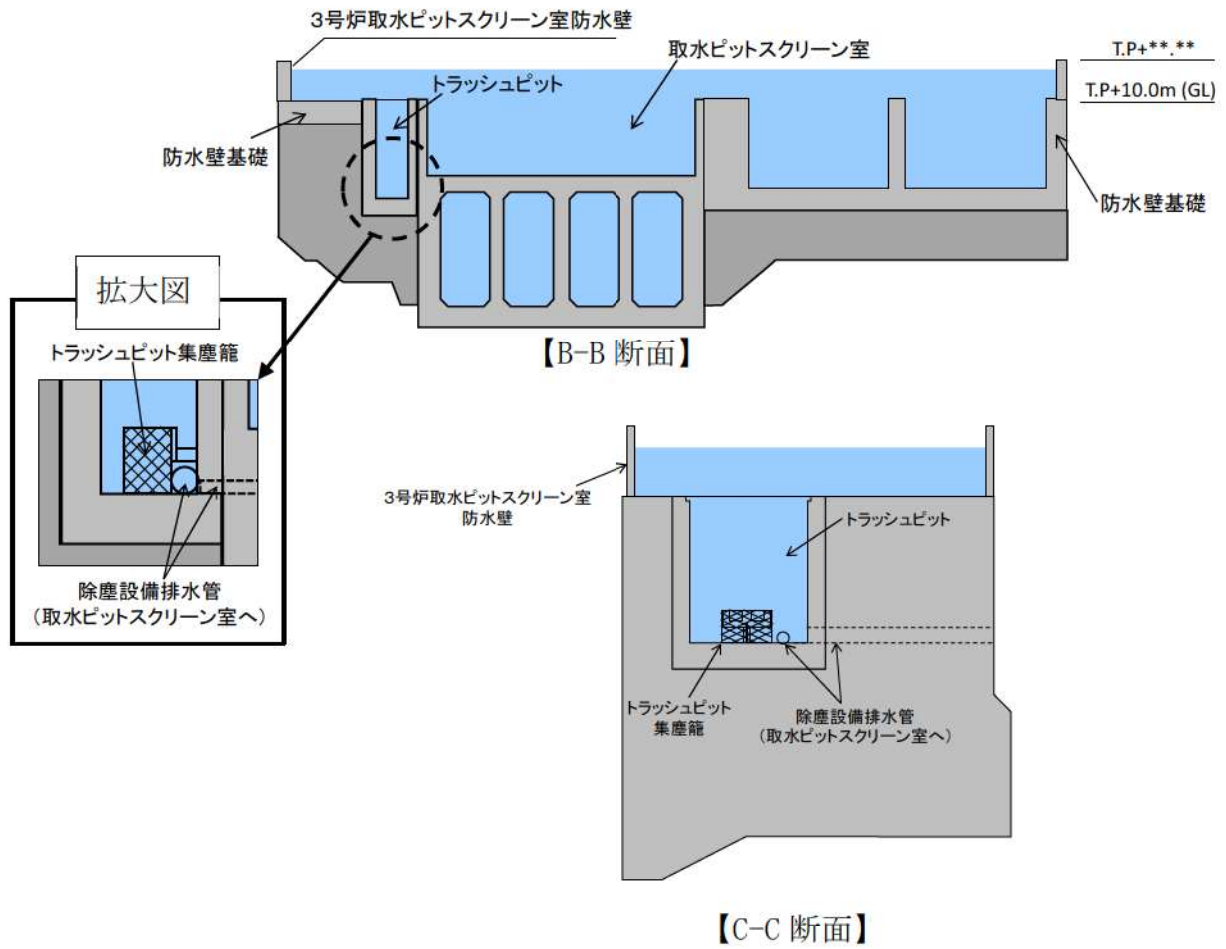 3号炉取水ピットスクリーン室防水壁
取水ピットスクリーン室
T.P+**.**
トラッシュピット
T.P+10.0m (GL)
防水壁基礎
防水壁基礎
拡大図
【B-B 断面】
トラッシュピット集塵籠
除塵設備排水管
(取水ピットスクリーン室へ)
3号炉取水ピットスクリーン室
防水壁
トラッシュピット
トラッシュピット
集塵籠
除塵設備排水管
(取水ピットスクリーン室へ)
【C-C 断面】